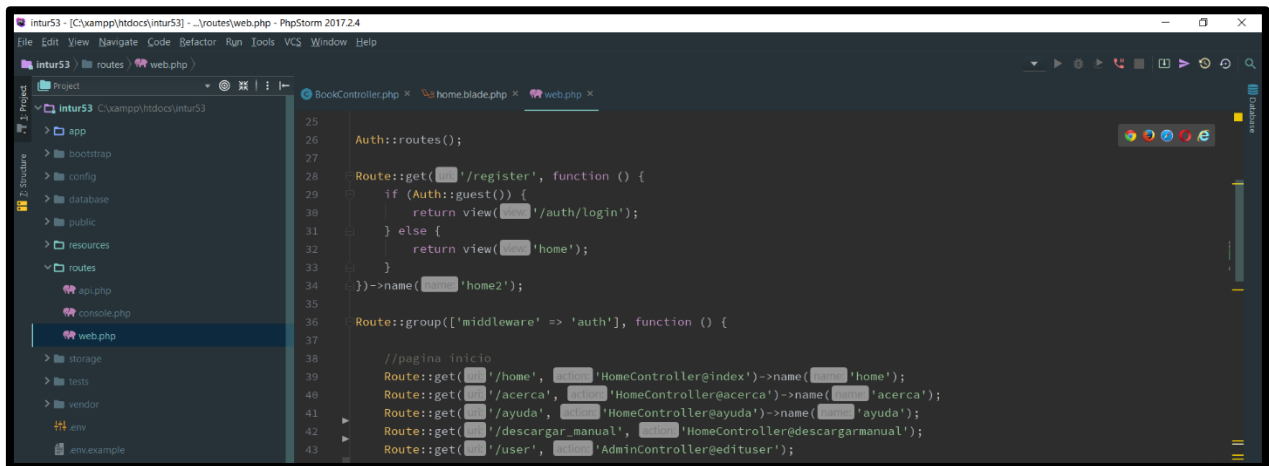 intur53 - [C:\xampp\htdocs\intur53] - ...\routes\web.php - PhpStorm 2017.2.4
File Edit View Navigate Code Refactor Run Tools VCS Window Help
intur53 routes web.php
Project
BookController.php × home.blade.php × web.php ×
1: Project
2: Structure
Database
intur53 C:\xampp\htdocs\intur53
app
bootstrap
config
database
public
resources
routes
api.php
console.php
web.php
storage
tests
vendor
.env
.env.example
25
26 Auth::routes();
27
28 Route::get( uri: '/register', function () {
29 if (Auth::guest()) {
30 return view( view: '/auth/login');
31 } else {
32 return view( view: 'home');
33 }
34 })->name( name: 'home2');
35
36 Route::group(['middleware' => 'auth'], function () {
37
38 //pagina inicio
39 Route::get( uri: '/home', action: 'HomeController@index')->name( name: 'home');
40 Route::get( uri: '/acerca', action: 'HomeController@acerca')->name( name: 'acerca');
41 Route::get( uri: '/ayuda', action: 'HomeController@ayuda')->name( name: 'ayuda');
42 Route::get( uri: '/descargar_manual', action: 'HomeController@descargarmanual');
43 Route::get( uri: '/user', action: 'AdminController@edituser');